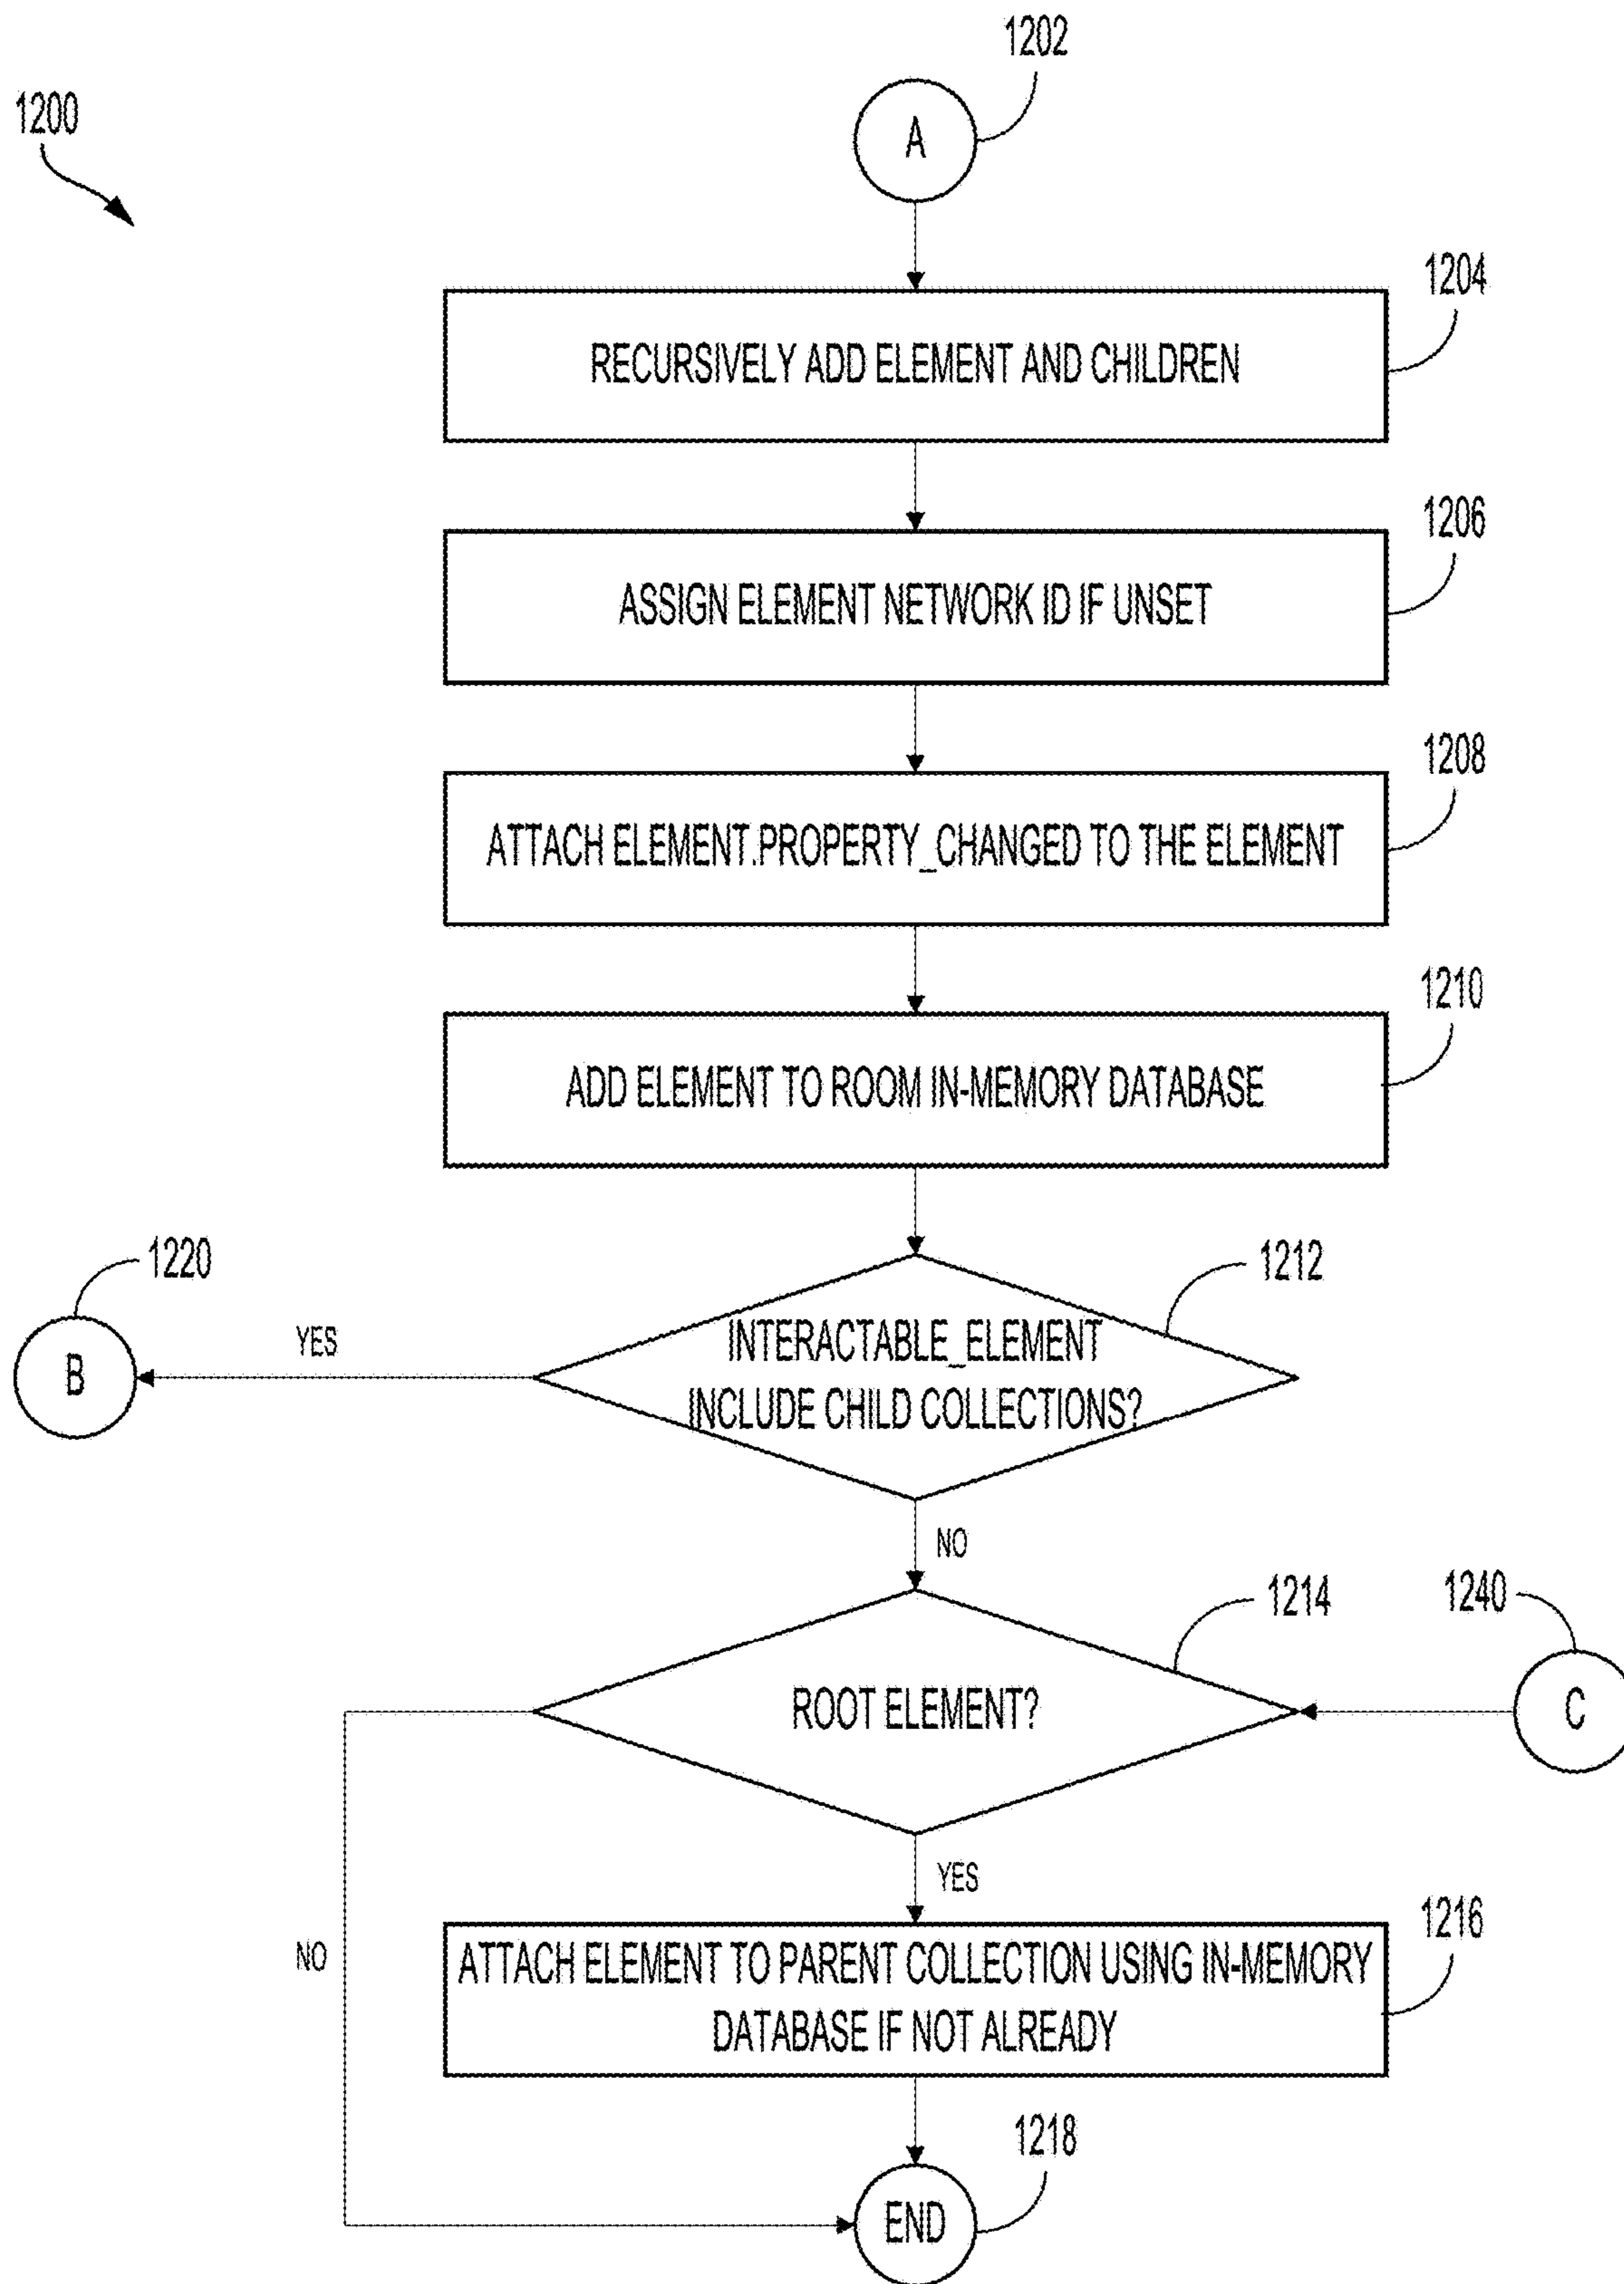 1202
1200
A
1204
RECURSIVELY ADD ELEMENT AND CHILDREN
1206
ASSIGN ELEMENT NETWORK ID IF UNSET
1208
ATTACH ELEMENT.PROPERTY_CHANGED TO THE ELEMENT
1210
ADD ELEMENT TO ROOM IN-MEMORY DATABASE
1220
1212
B
YES
INTERACTABLE_ELEMENT
INCLUDE CHILD COLLECTIONS?
NO
1214
1240
ROOT ELEMENT?
C
YES
NO
1216
ATTACH ELEMENT TO PARENT COLLECTION USING IN-MEMORY
DATABASE IF NOT ALREADY
1218
END